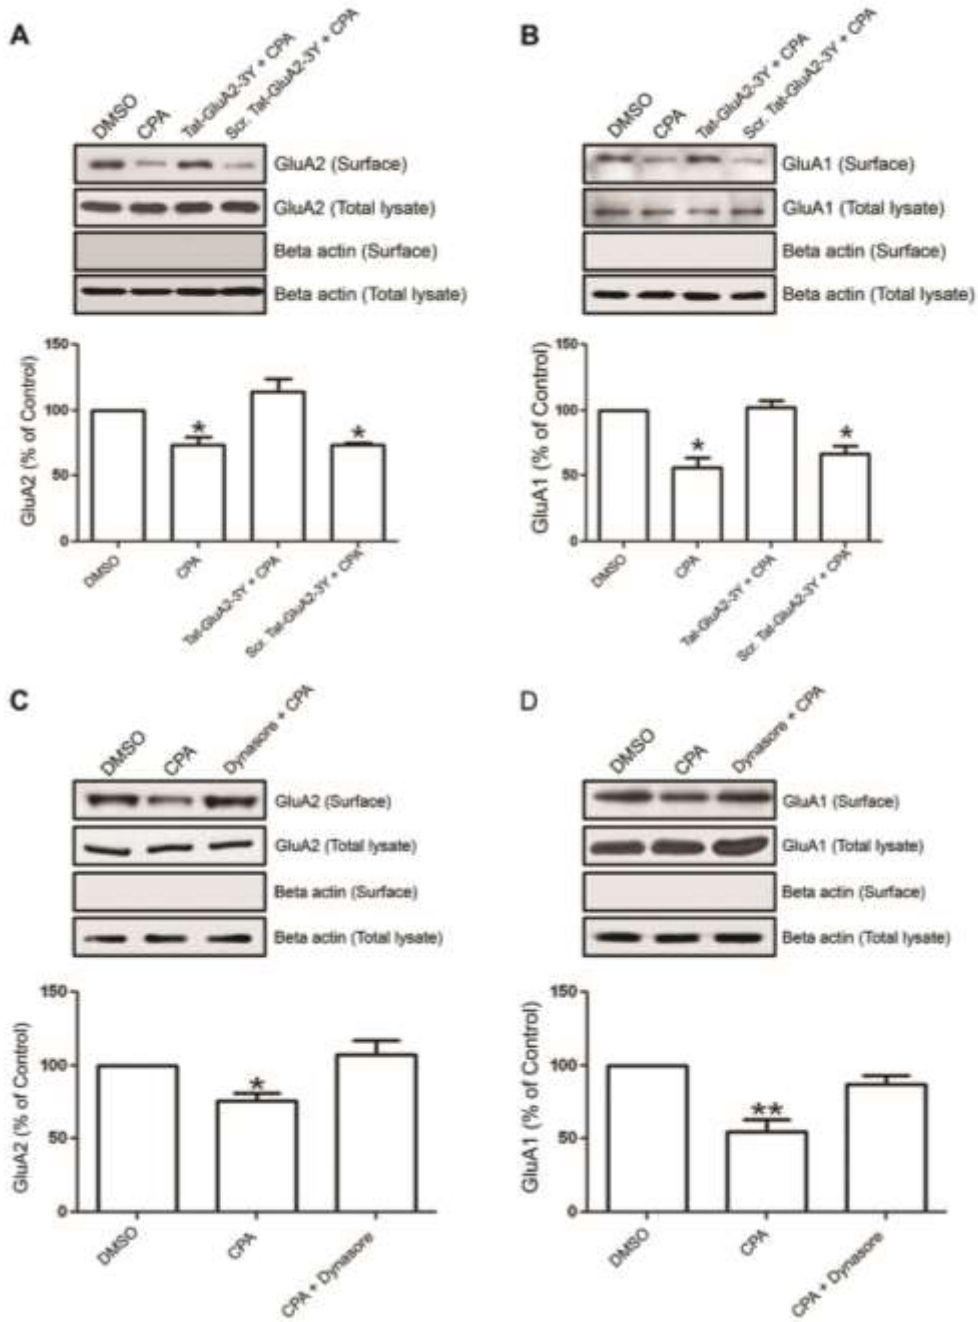 A
DMSO
CPA
Tat-GluA2-3Y + CPA
Scr. Tat-GluA2-3Y + CPA
GluA2 (Surface)
GluA2 (Total lysate)
Beta actin (Surface)
Beta actin (Total lysate)
GluA2 (% of Control)
150
100
50
0
*
*
DMSO
CPA
Tat-GluA2-3Y + CPA
Scr. Tat-GluA2-3Y + CPA
B
DMSO
CPA
Tat-GluA2-3Y + CPA
Scr. Tat-GluA2-3Y + CPA
GluA1 (Surface)
GluA1 (Total lysate)
Beta actin (Surface)
Beta actin (Total lysate)
GluA1 (% of Control)
150
100
50
0
*
*
DMSO
CPA
Tat-GluA2-3Y + CPA
Scr. Tat-GluA2-3Y + CPA
C
DMSO
CPA
Dynasore + CPA
GluA2 (Surface)
GluA2 (Total lysate)
Beta actin (Surface)
Beta actin (Total lysate)
GluA2 (% of Control)
150
100
50
0
*
DMSO
CPA
CPA + Dynasore
D
DMSO
CPA
Dynasore + CPA
GluA1 (Surface)
GluA1 (Total lysate)
Beta actin (Surface)
Beta actin (Total lysate)
GluA1 (% of Control)
150
100
50
0
**
DMSO
CPA
CPA + Dynasore